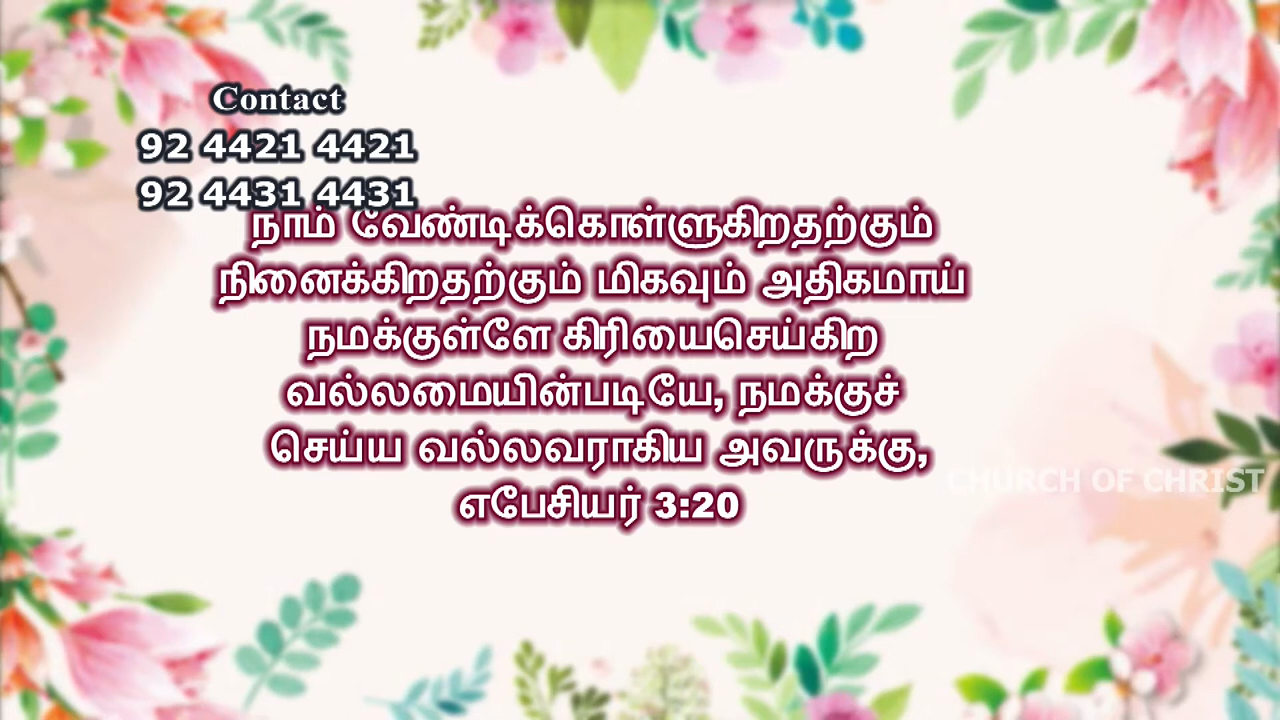 Contact
92 4421 4421
92 4431 4431
நாம் வேண்டிக்கொள்ளுகிறதற்கும்
நினைக்கிறதற்கும் மிகவும் அதிகமாய்
நமக்குள்ளே கிரியைசெய்கிற
வல்லமையின்படியே, நமக்குச்
செய்ய வல்லவராகிய அவருக்கு,
CHURCH OF CHRIST
எபேசியர் 3:20